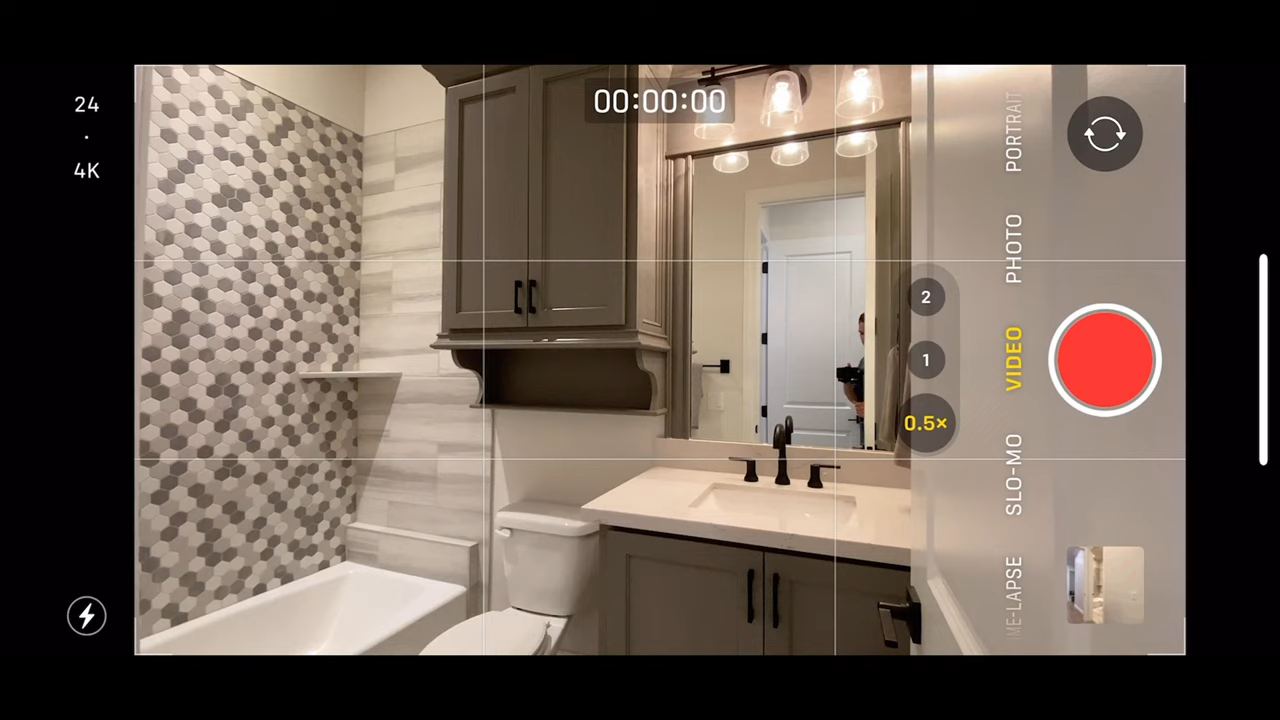 24
4K
00:00:00
2
1
0.5×
PORTRAIT
PHOTO
VIDEO
SLO-MO
ME-LAPSE